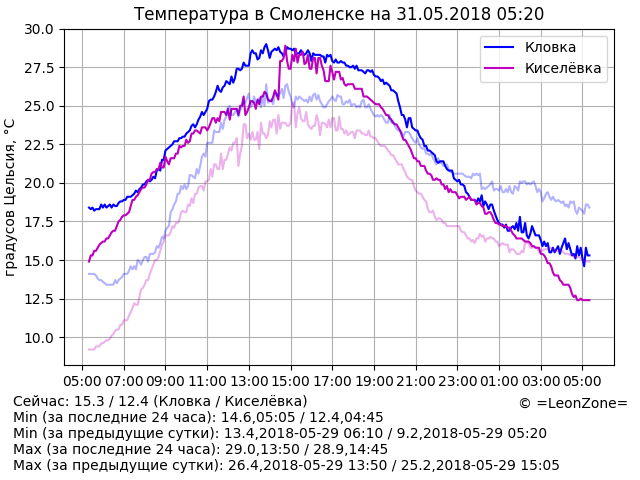 Температура в Смоленске на 31.05.2018 05:20
градусов Цельсия, °C
30.0
27.5
25.0
22.5
20.0
17.5
15.0
12.5
10.0
Кловка
Киселёвка
05:00 07:00 09:00 11:00 13:00 15:00 17:00 19:00 21:00 23:00 01:00 03:00 05:00
Сейчас: 15.3 / 12.4 (Кловка / Киселёвка)
© =LeonZone=
Min (за последние 24 часа): 14.6,05:05 / 12.4,04:45
Min (за предыдущие сутки): 13.4,2018-05-29 06:10 / 9.2,2018-05-29 05:20
Max (за последние 24 часа): 29.0,13:50 / 28.9,14:45
Max (за предыдущие сутки): 26.4,2018-05-29 13:50 / 25.2,2018-05-29 15:05